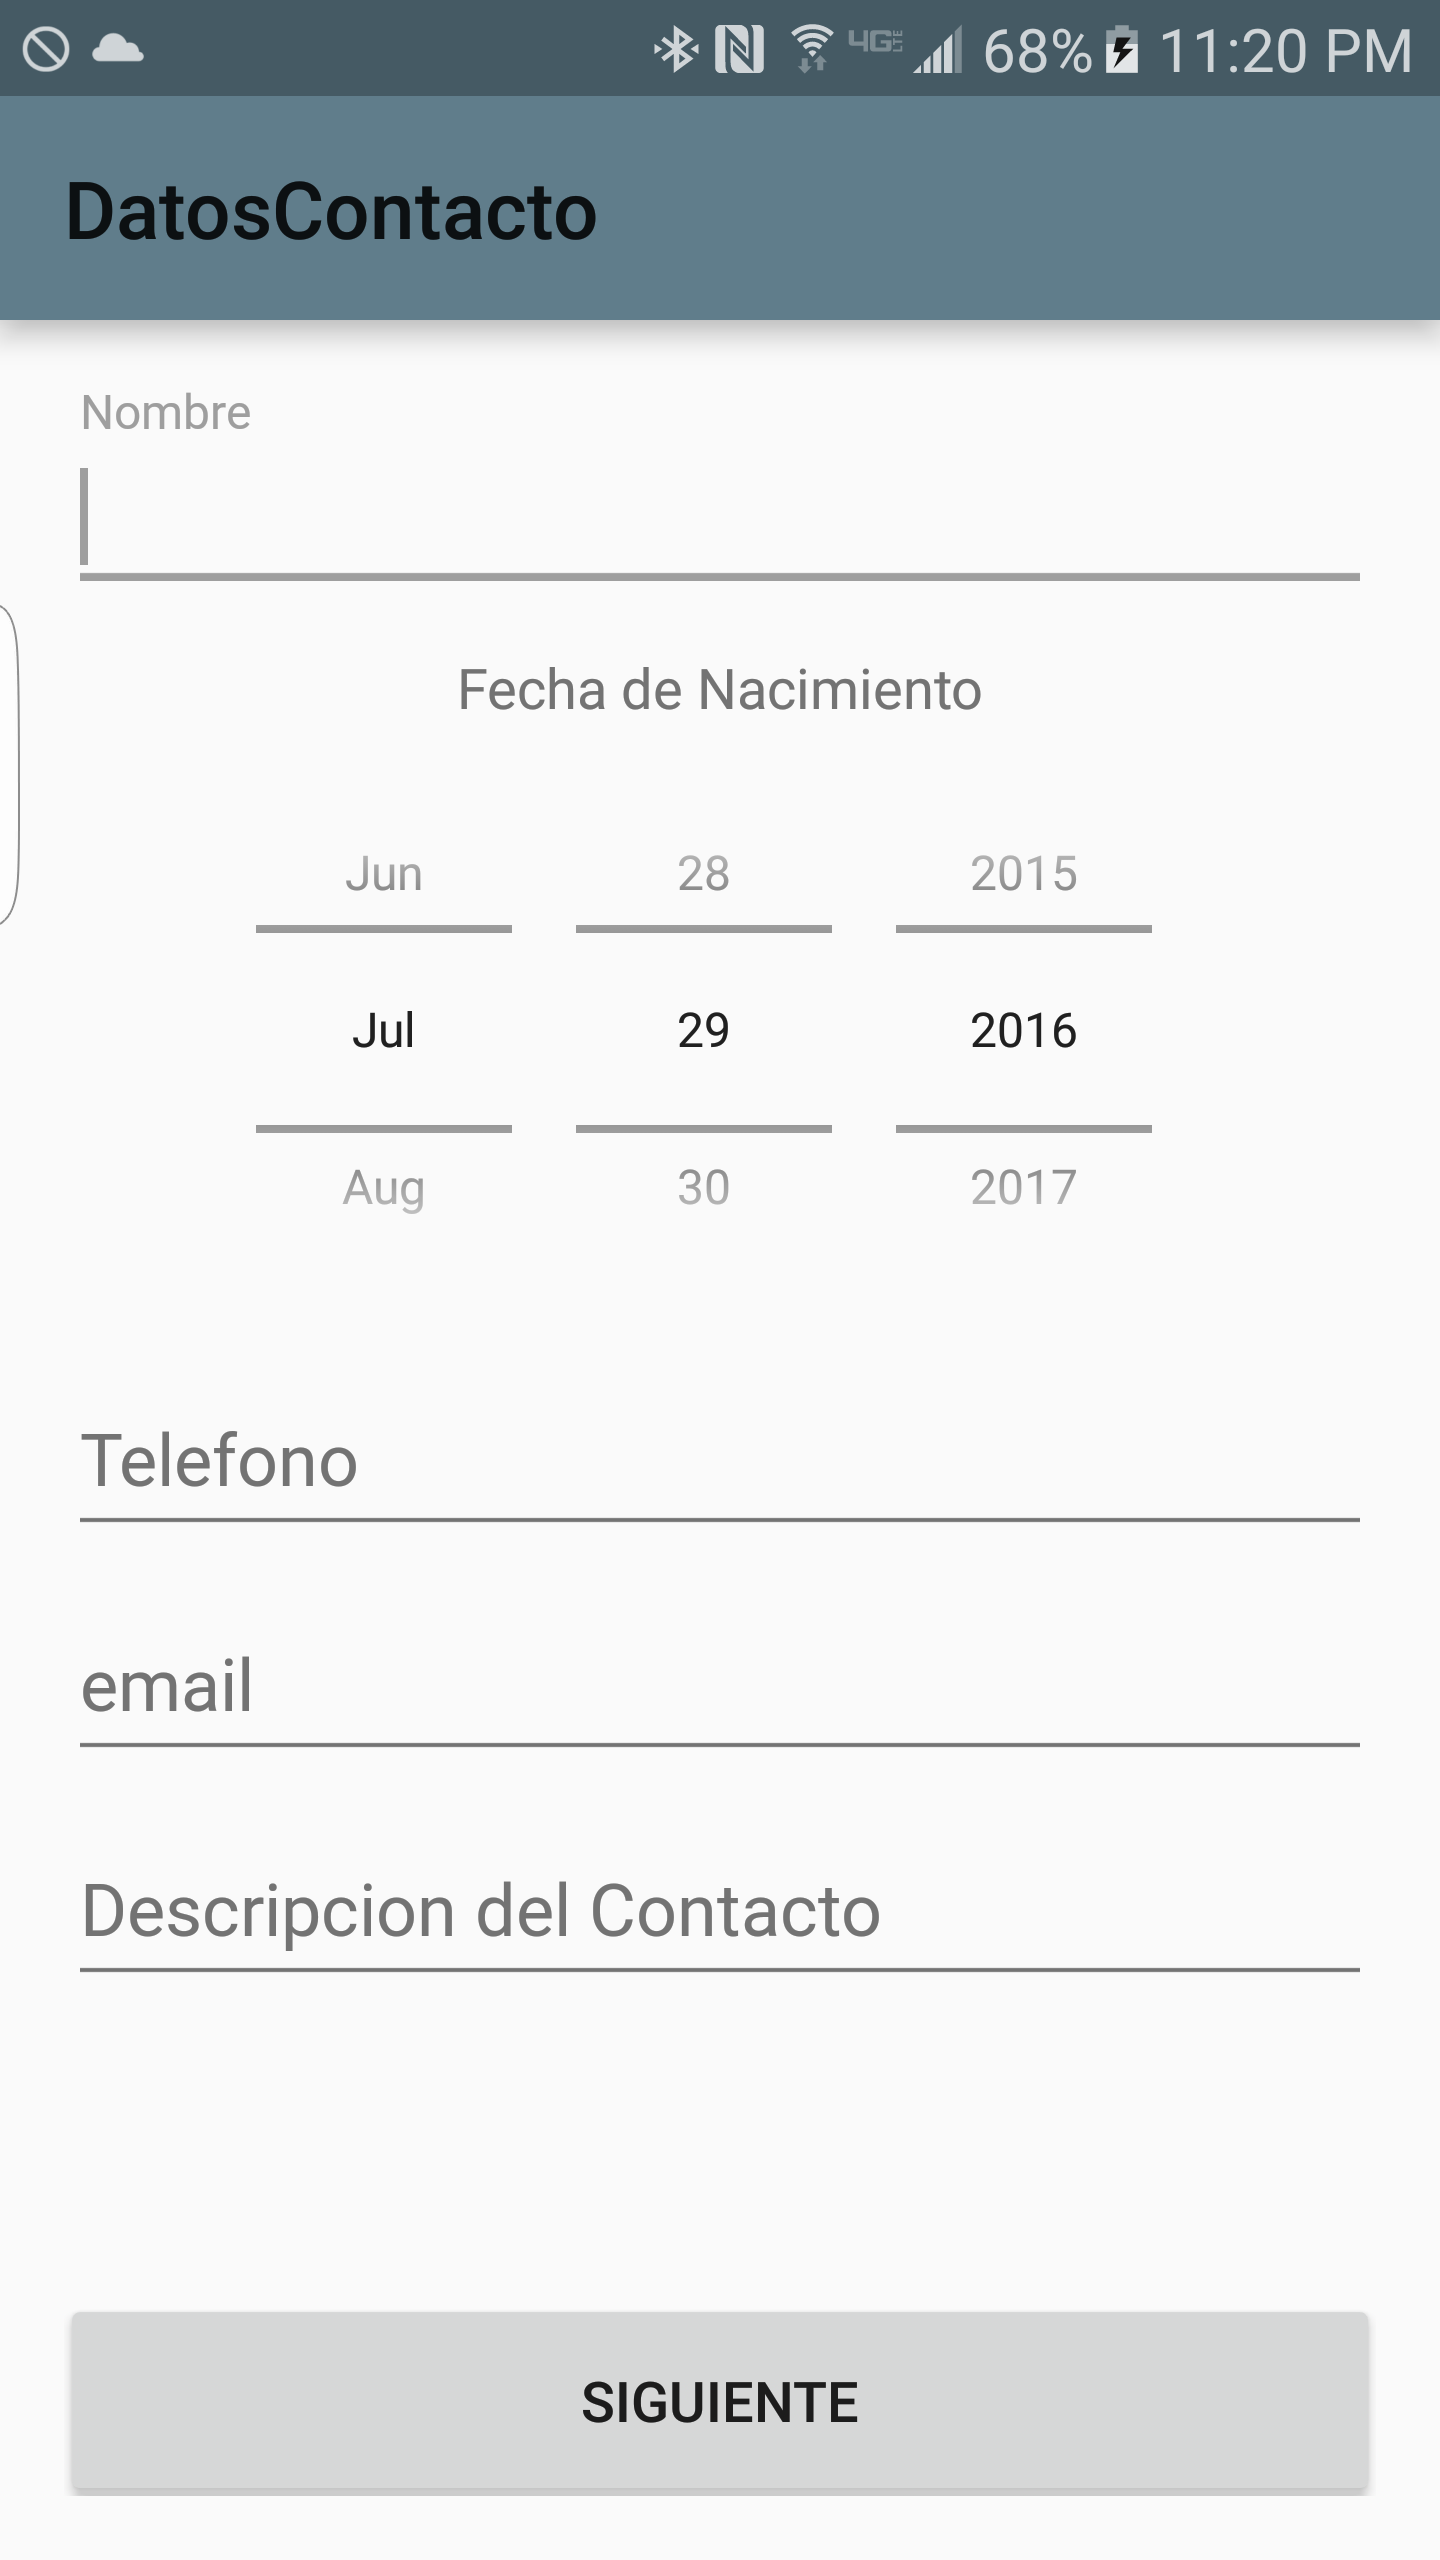 4G LTE 68% 11:20 PM
DatosContacto
Nombre
Fecha de Nacimiento
Jun 28 2015
Jul 29 2016
Aug 30 2017
Telefono
email
Descripcion del Contacto
SIGUIENTE